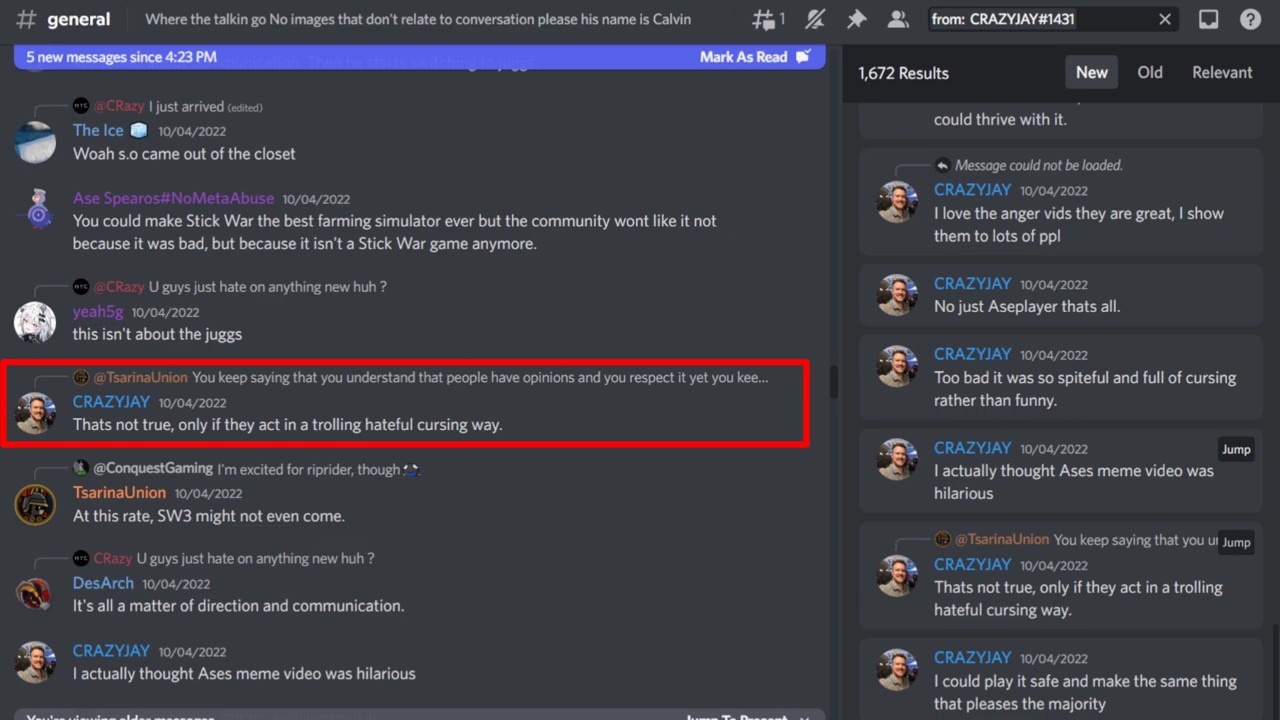 # general
Where the talkin go No images that don't relate to conversation please his name is Calvin
1
from: CRAZYJAY#1431
5 new messages since 4:23 PM
Mark As Read
@CRazy I just arrived (edited)
The Ice 10/04/2022
Woah s.o came out of the closet
Ase Spearos#NoMetaAbuse 10/04/2022
You could make Stick War the best farming simulator ever but the community wont like it not
because it was bad, but because it isn't a Stick War game anymore.
@CRazy U guys just hate on anything new huh ?
yeah5g 10/04/2022
this isn't about the juggs
@TsarinaUnion You keep saying that you understand that people have opinions and you respect it yet you kee...
CRAZYJAY 10/04/2022
Thats not true, only if they act in a trolling hateful cursing way.
@ConquestGaming I'm excited for riprider, though
TsarinaUnion 10/04/2022
At this rate, SW3 might not even come.
CRazy U guys just hate on anything new huh ?
DesArch 10/04/2022
It's all a matter of direction and communication.
CRAZYJAY 10/04/2022
I actually thought Ases meme video was hilarious
You're viewing older messages
Jump To Present
1,672 Results
New
Old
Relevant
could thrive with it.
Message could not be loaded.
CRAZYJAY 10/04/2022
I love the anger vids they are great, I show
them to lots of ppl
CRAZYJAY 10/04/2022
No just Aseplayer thats all.
CRAZYJAY 10/04/2022
Too bad it was so spiteful and full of cursing
rather than funny.
CRAZYJAY 10/04/2022
Jump
I actually thought Ases meme video was
hilarious
@TsarinaUnion You keep saying that you ur
Jump
CRAZYJAY 10/04/2022
Thats not true, only if they act in a trolling
hateful cursing way.
CRAZYJAY 10/04/2022
I could play it safe and make the same thing
that pleases the majority